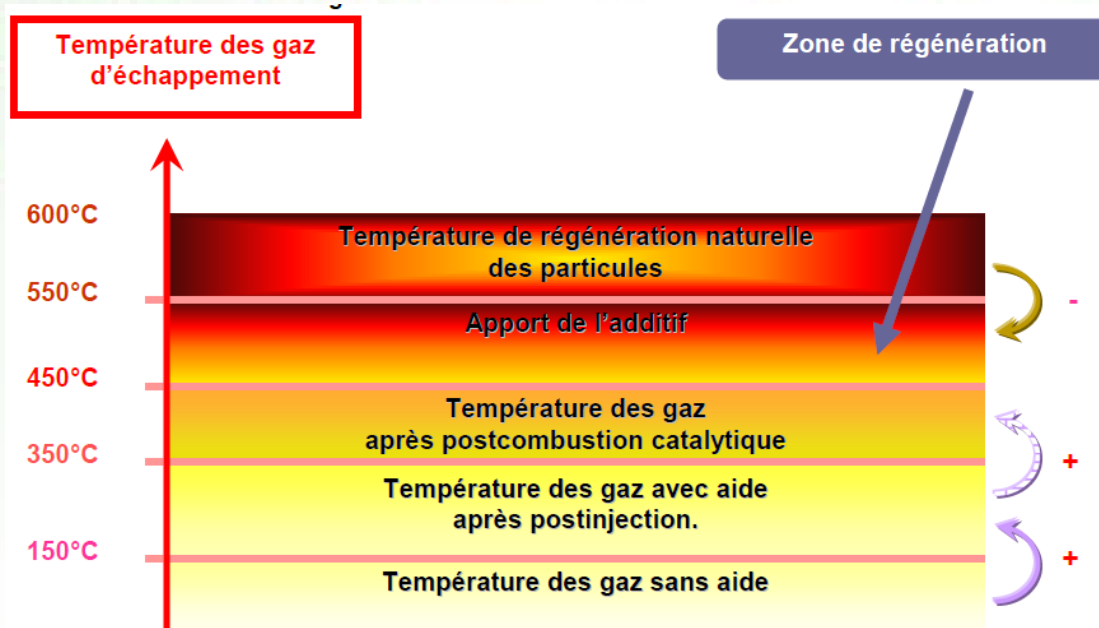 Température des gaz
d'échappement
Zone de régénération
600°C
Température de régénération naturelle
des particules
550°C
-
Apport de l'additif
450°C
Température des gaz
après postcombustion catalytique
350°C
+
Température des gaz avec aide
après postinjection.
150°C
+
Température des gaz sans aide